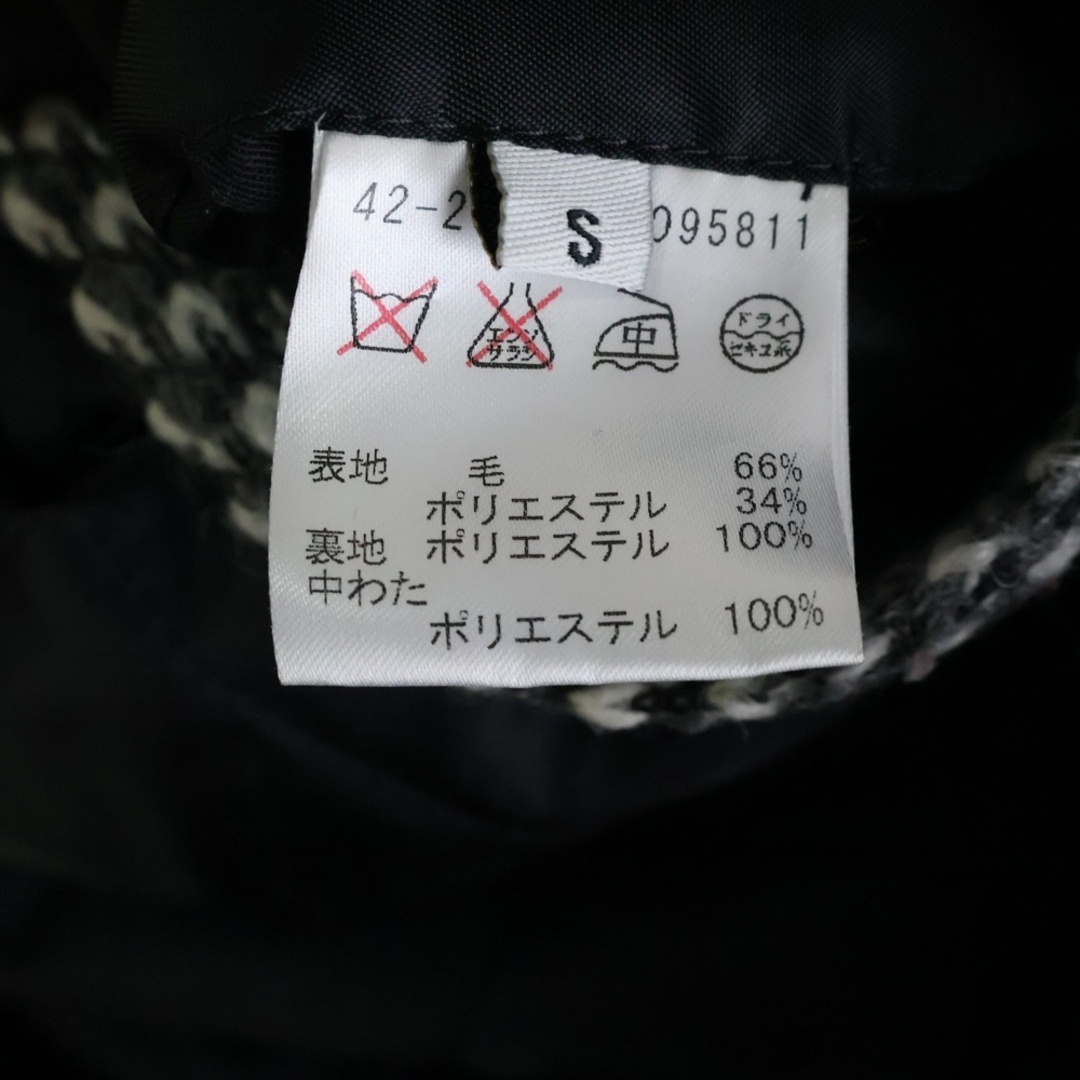 42-2 S 095811
エンソ
サラシ
中
ドライ
セキユ系
表地 毛 66%
ポリエステル 34%
裏地 ポリエステル 100%
中わた
ポリエステル 100%